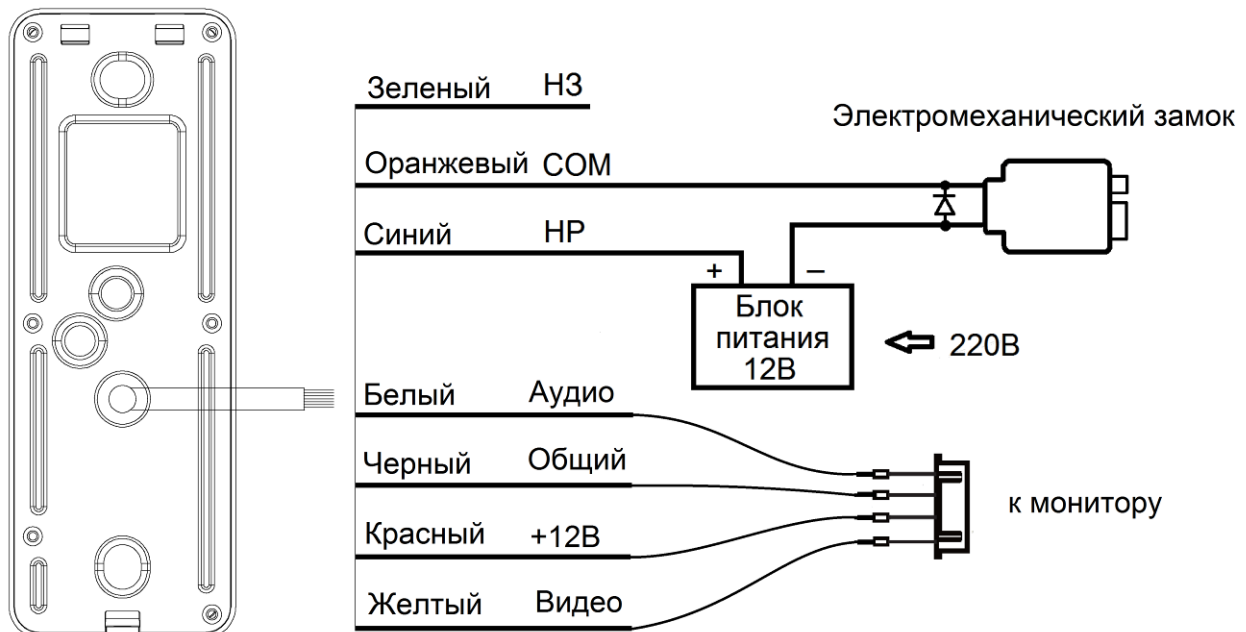 Зеленый НЗ
Электромеханический замок
Оранжевый COM
Синий НР
+ –
Блок
питания
12В
220В
Белый Аудио
Черный Общий
к монитору
Красный +12В
Желтый Видео